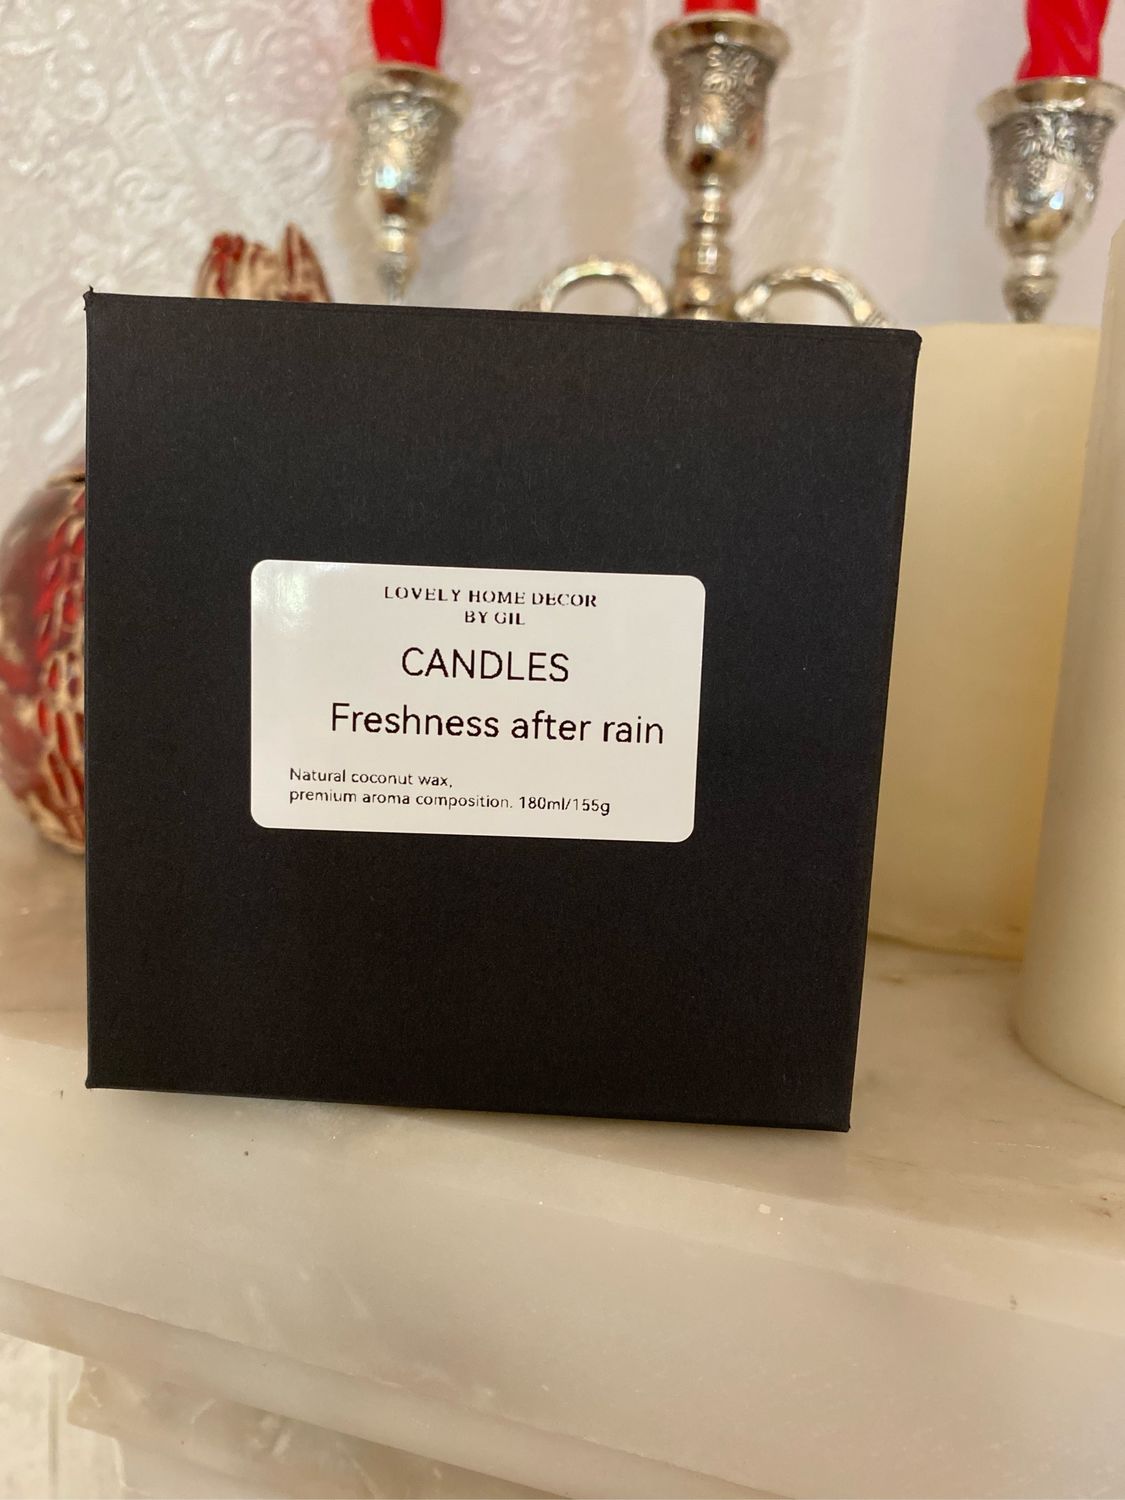 LOVELY HOME DECOR
BY GIL
CANDLES
Freshness after rain
Natural coconut wax,
premium aroma composition. 180ml/155g